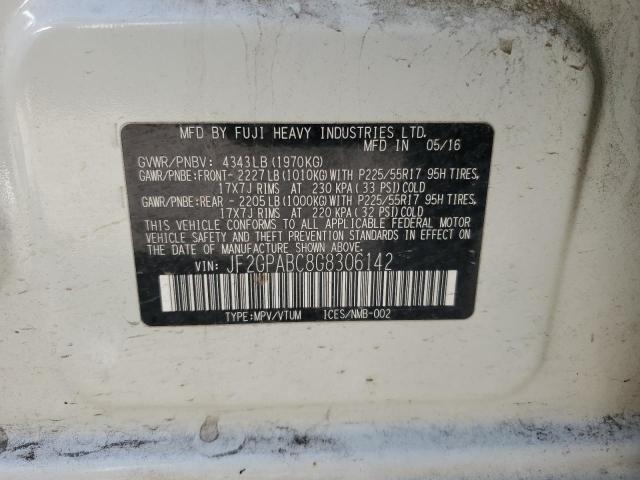 MFD BY FUJI HEAVY INDUSTRIES LTD.
MFD IN 05/16
GVWR/PNBV: 4343LB(1970KG)
GAWR/PNBE:FRONT- 2227LB(1010KG)WITH P225/55R17 95H TIRES,
17X7J RIMS AT 230 KPA(33 PSI)COLD
GAWR/PNBE:REAR - 2205LB(1000KG)WITH P225/55R17 95H TIRES,
17X7J RIMS AT 220 KPA(32 PSI)COLD
THIS VEHICLE CONFORMS TO ALL APPLICABLE FEDERAL MOTOR
VEHICLE SAFETY AND THEFT PREVENTION STANDARDS IN EFFECT ON
THE DATE OF MANUFACTURE SHOWN ABOVE.
VIN: JF2GPABC8G8306142
TYPE:MPV/VTUM ICES/NMB-002